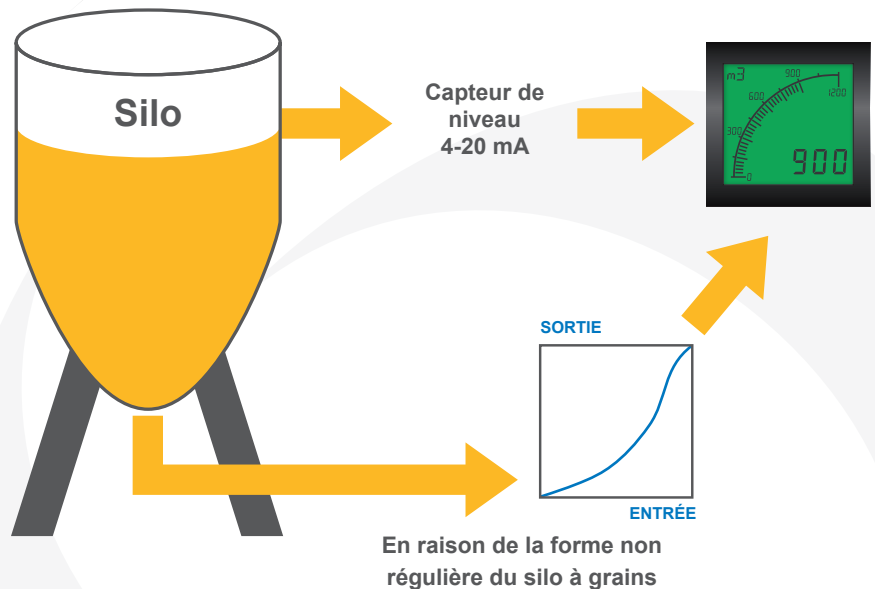 Silo
Capteur de
niveau
4-20 mA
m3
0
300
600
900
1200
900
SORTIE
ENTRÉE
En raison de la forme non
régulière du silo à grains